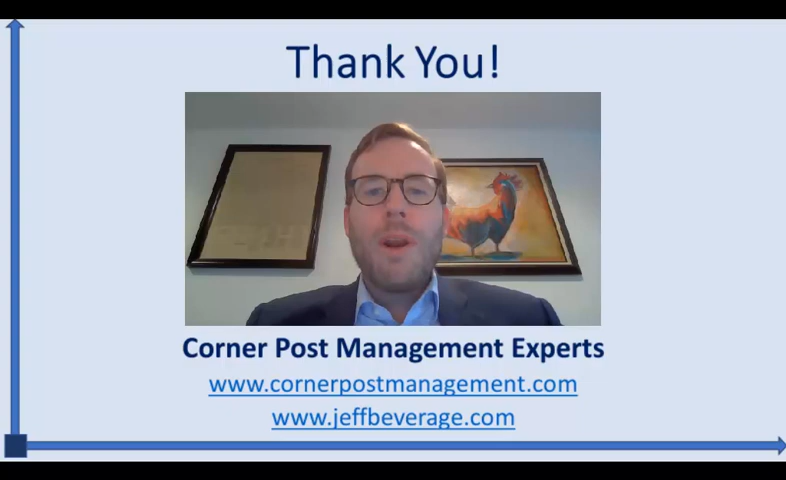 Thank You!
Corner Post Management Experts
www.cornerpostmanagement.com
www.jeffbeverage.com